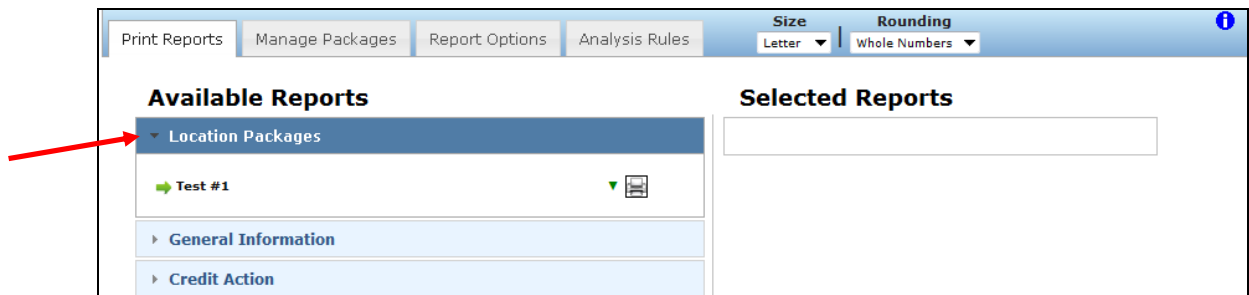 Print Reports
Manage Packages
Report Options
Analysis Rules
Size
Rounding
Letter
Whole Numbers
i
Available Reports
Selected Reports
Location Packages
Test #1
General Information
Credit Action